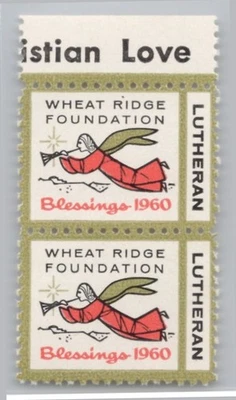 istian Love
WHEAT RIDGE
FOUNDATION
Blessings 1960
LUTHERAN
WHEAT RIDGE
FOUNDATION
Blessings 1960
LUTHERAN